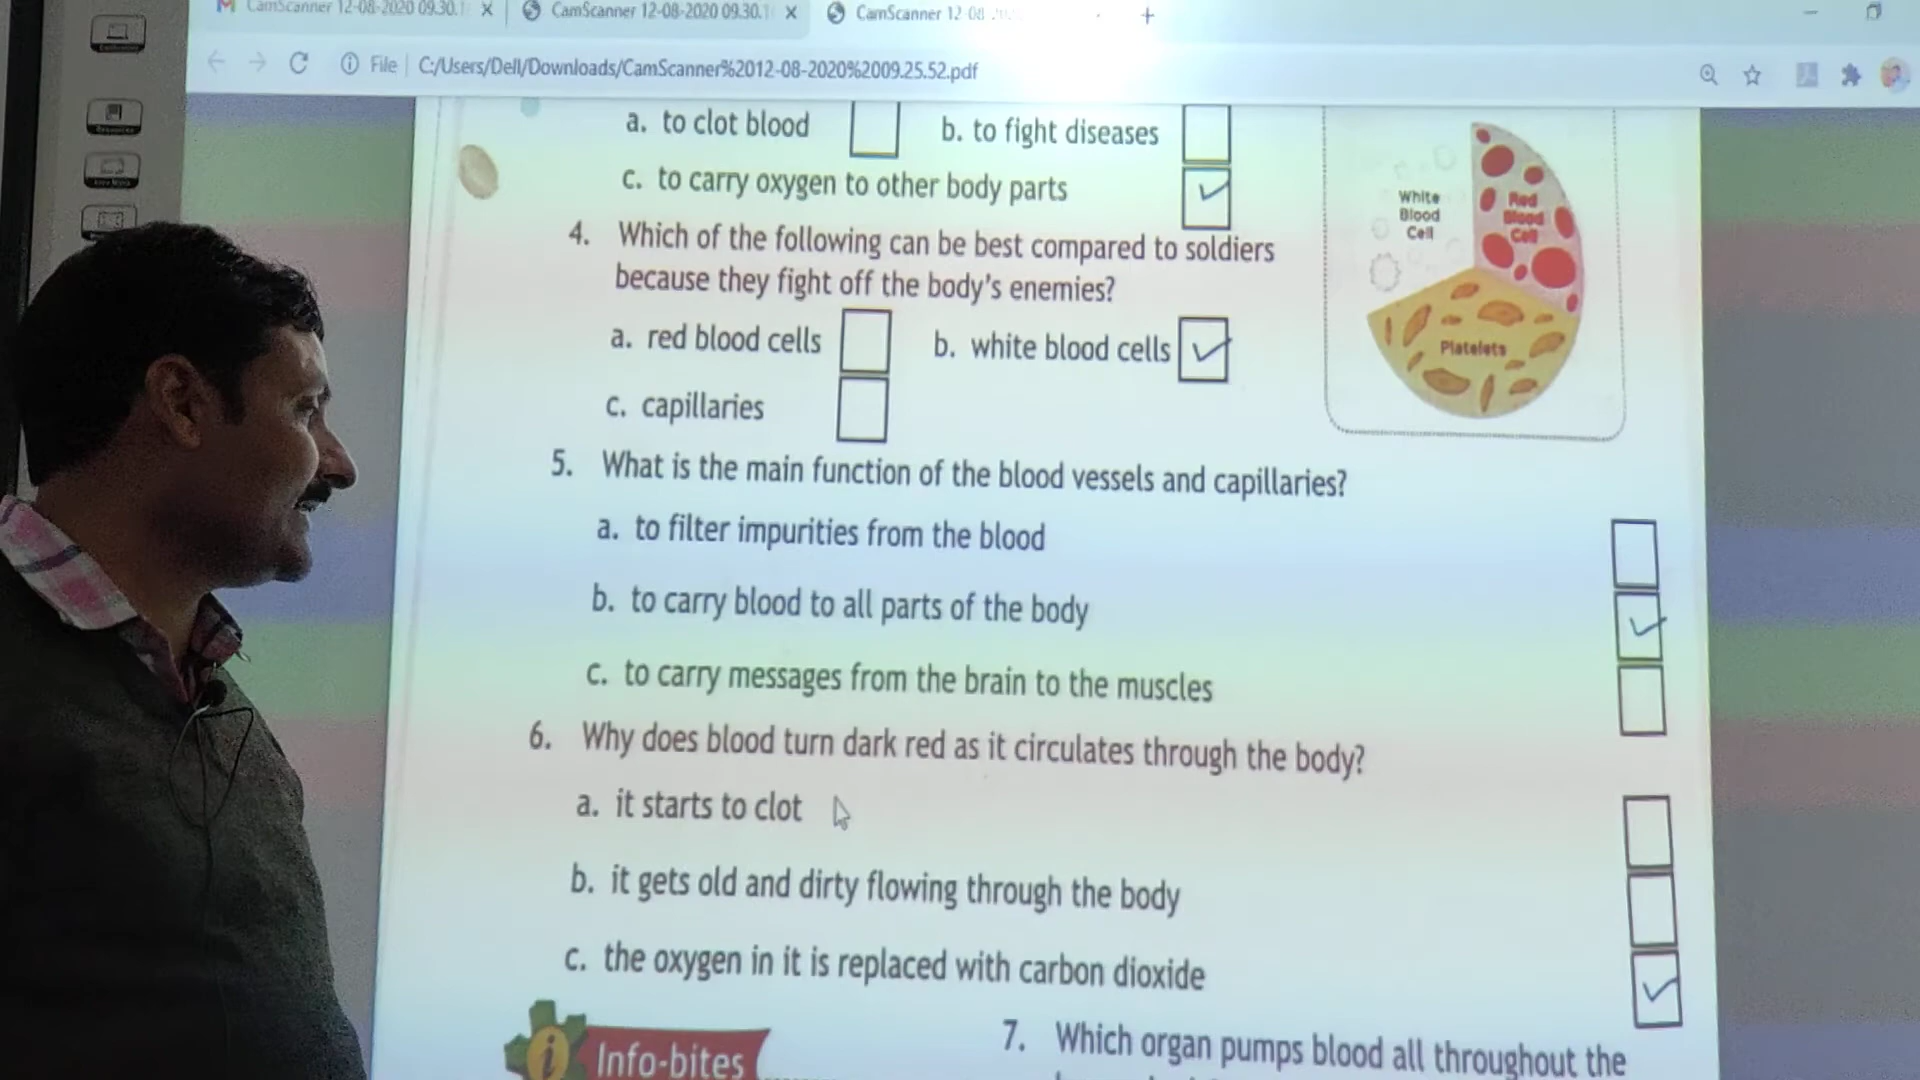 CamScanner 12-08-2020 09.30.1
CamScanner 12-08-2020 09.30.1
CamScanner 12-08
File C:/Users/Dell/Downloads/CamScanner%2012-08-2020%2009.25.52.pdf
a. to clot blood
b. to fight diseases
c. to carry oxygen to other body parts
4. Which of the following can be best compared to soldiers
because they fight off the body's enemies?
a. red blood cells
b. white blood cells
c. capillaries
White
Blood
Cell
Red
Blood
Cell
Platelets
5. What is the main function of the blood vessels and capillaries?
a. to filter impurities from the blood
b. to carry blood to all parts of the body
c. to carry messages from the brain to the muscles
6. Why does blood turn dark red as it circulates through the body?
a. it starts to clot
b. it gets old and dirty flowing through the body
c. the oxygen in it is replaced with carbon dioxide
i Info-bites
7. Which organ pumps blood all throughout the